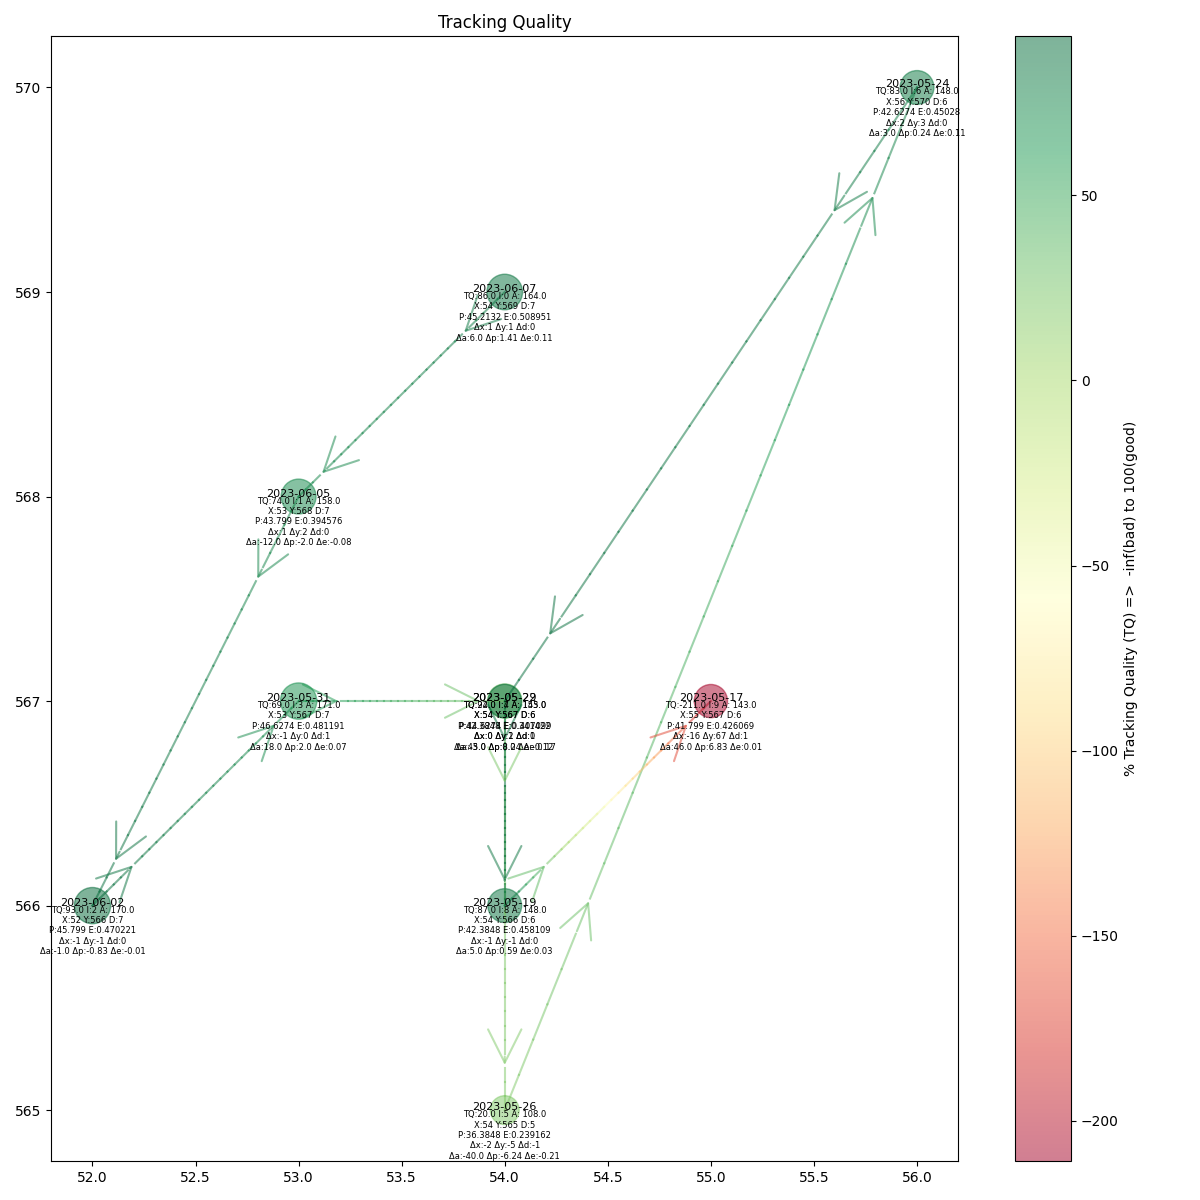 Tracking Quality
570
569
568
567
566
565
52.0
52.5
53.0
53.5
54.0
54.5
55.0
55.5
56.0
2023-05-24
TQ:83.0 I:6 A: 148.0
X:56 Y:570 D:6
P:42.6274 E:0.45028
Δx:2 Δy:3 Δd:0
Δa:3.0 Δp:0.24 Δe:0.11
2023-06-07
TQ:86.0 I:0 A: 164.0
X:54 Y:569 D:7
P:45.2132 E:0.508951
Δx:1 Δy:1 Δd:0
Δa:6.0 Δp:1.41 Δe:0.11
2023-06-05
TQ:74.0 I:1 A: 158.0
X:53 Y:568 D:7
P:43.799 E:0.394576
Δx:1 Δy:2 Δd:0
Δa:-12.0 Δp:-2.0 Δe:-0.08
2023-05-31
TQ:69.0 I:3 A: 171.0
X:53 Y:567 D:7
P:46.6274 E:0.481191
Δx:-1 Δy:0 Δd:1
Δa:18.0 Δp:2.0 Δe:0.07
X:54 Y:567 D:6
2023-05-17
TQ:-211.0 I:9 A: 143.0
X:55 Y:567 D:6
P:41.799 E:0.426069
Δx:-16 Δy:67 Δd:1
Δa:46.0 Δp:6.83 Δe:0.01
2023-06-02
TQ:93.0 I:2 A: 170.0
X:52 Y:566 D:7
P:45.799 E:0.470221
Δx:-1 Δy:-1 Δd:0
Δa:-1.0 Δp:-0.83 Δe:-0.01
2023-05-19
TQ:87.0 I:8 A: 148.0
X:54 Y:566 D:6
P:42.3848 E:0.458109
Δx:-1 Δy:-1 Δd:0
Δa:5.0 Δp:0.59 Δe:0.03
2023-05-26
TQ:20.0 I:5 A: 108.0
X:54 Y:565 D:5
P:36.3848 E:0.239162
Δx:-2 Δy:-5 Δd:-1
Δa:-40.0 Δp:-6.24 Δe:-0.21
50
0
−50
−100
−150
−200
% Tracking Quality (TQ) =>  -inf(bad) to 100(good)